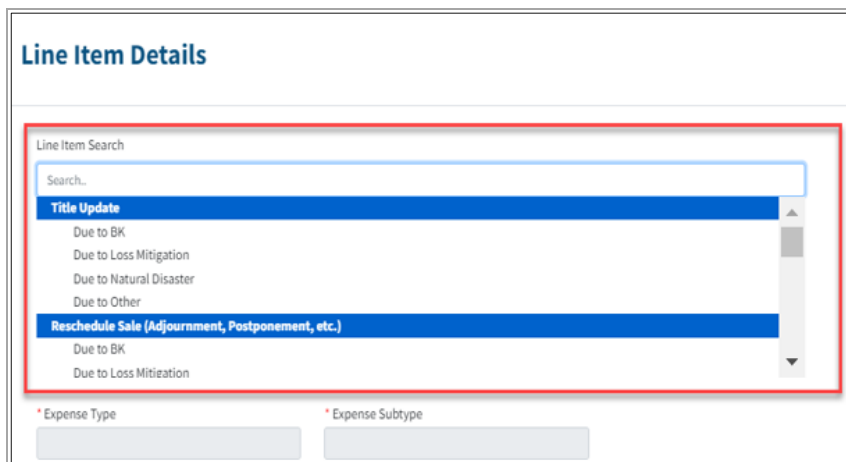 Line Item Details
Line Item Search
Search..
Title Update
Due to BK
Due to Loss Mitigation
Due to Natural Disaster
Due to Other
Reschedule Sale (Adjournment, Postponement, etc.)
Due to BK
Due to Loss Mitigation
* Expense Type
* Expense Subtype